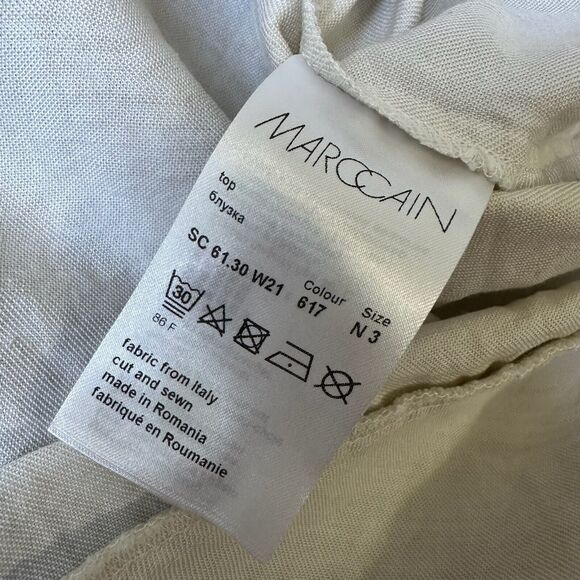 MARCCAIN
top
блузка
SC 61.30 W21 Colour 617 Size N 3
30
86 F
fabric from Italy
cut and sewn
made in Romania
fabriqué en Roumanie